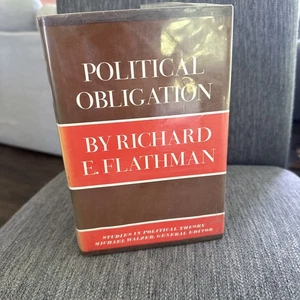 POLITICAL
OBLIGATION
BY RICHARD
E. FLATHMAN
STUDIES IN POLITICAL THEORY
MICHAEL WALZER, GENERAL EDITOR